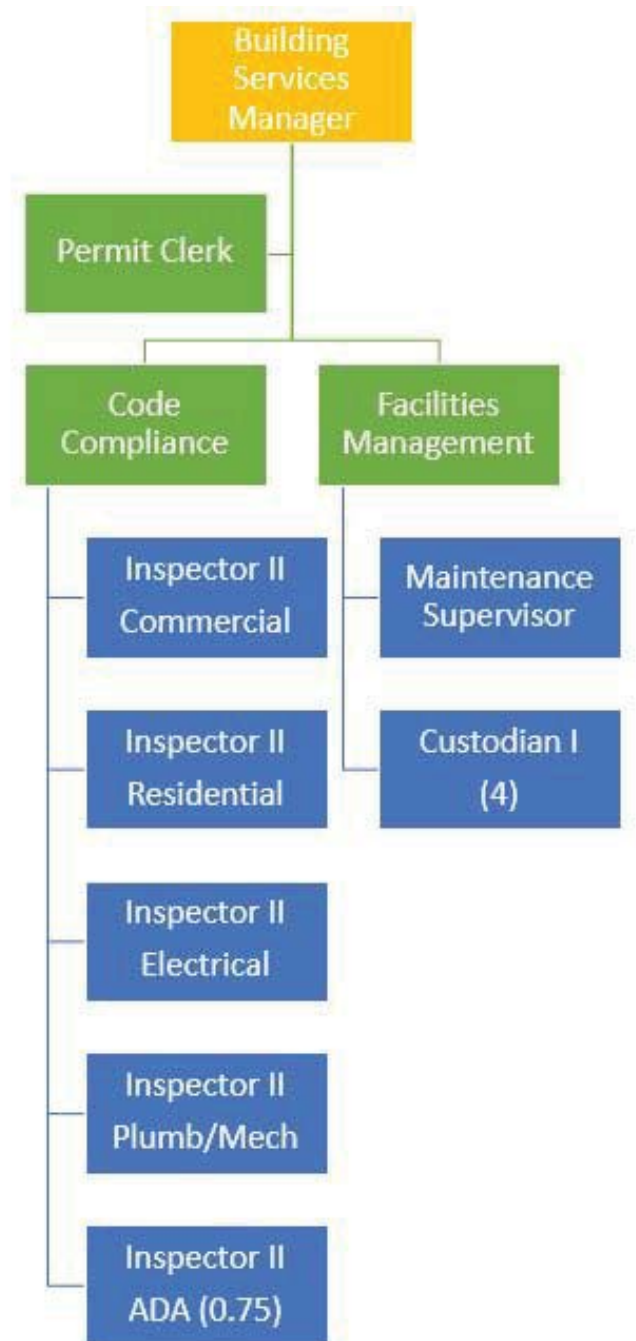 Building
Services
Manager
Permit Clerk
Code
Compliance
Facilities
Management
Inspector II
Commercial
Maintenance
Supervisor
Inspector II
Residential
Custodian I
(4)
Inspector II
Electrical
Inspector II
Plumb/Mech
Inspector II
ADA (0.75)